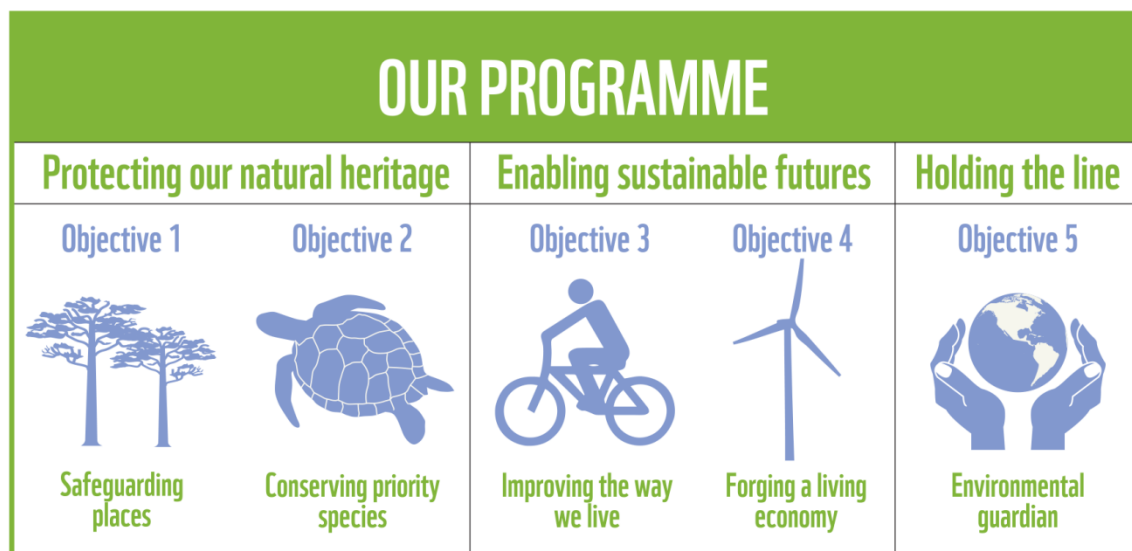 OUR PROGRAMME
Protecting our natural heritage
Enabling sustainable futures
Holding the line
Objective 1
Objective 2
Objective 3
Objective 4
Objective 5
Safeguarding
places
Conserving priority
species
Improving the way
we live
Forging a living
economy
Environmental
guardian